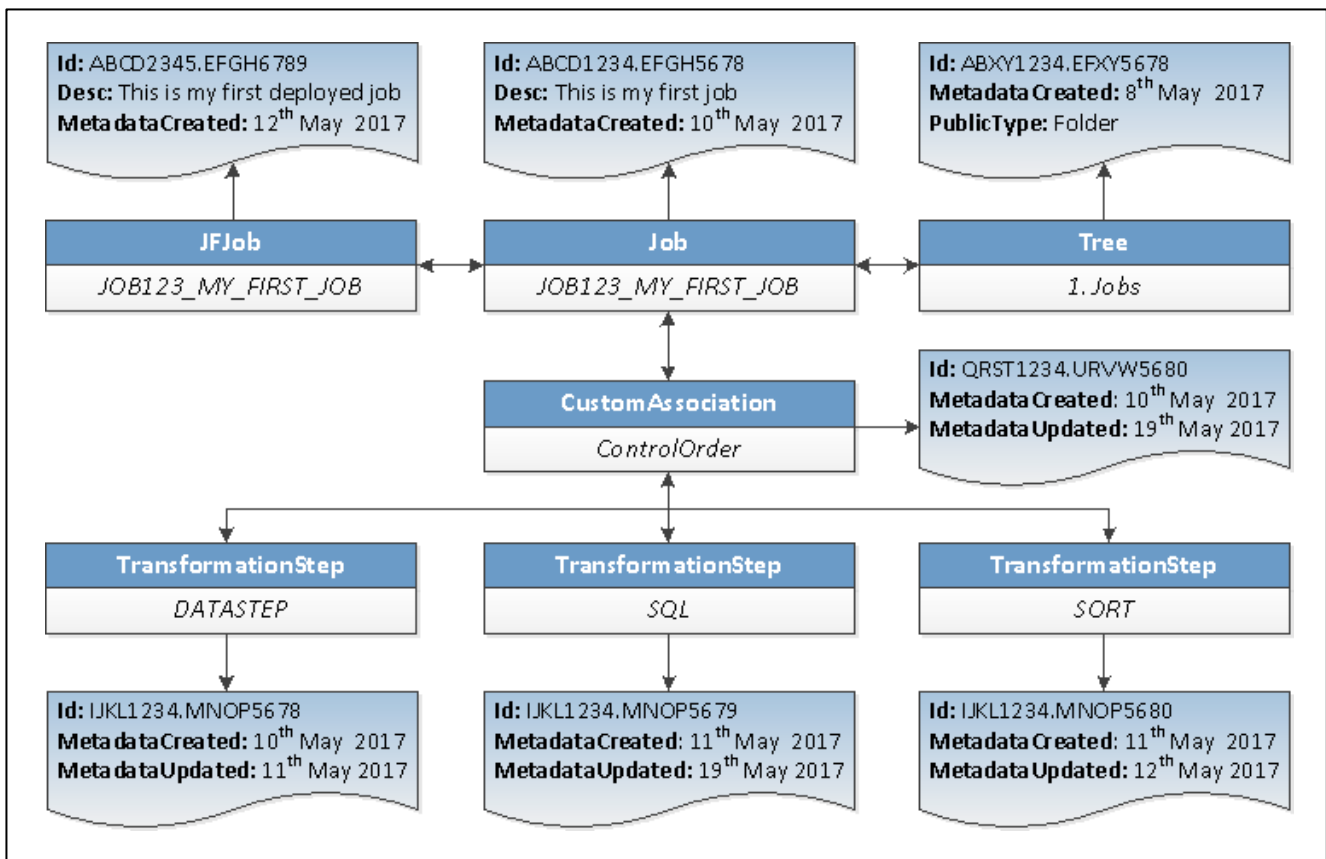 Id: ABCD2345.EFGH6789
Desc: This is my first deployed job
MetadataCreated: 12th May 2017
Id: ABCD1234.EFGH5678
Desc: This is my first job
MetadataCreated: 10th May 2017
Id: ABXY1234.EFXY5678
MetadataCreated: 8th May 2017
PublicType: Folder
JFJob
JOB123_MY_FIRST_JOB
Job
JOB123_MY_FIRST_JOB
Tree
1.Jobs
CustomAssociation
ControlOrder
Id: QRST1234.URVW5680
MetadataCreated: 10th May 2017
MetadataUpdated: 19th May 2017
TransformationStep
DATASTEP
TransformationStep
SQL
TransformationStep
SORT
Id: IJKL1234.MNOP5678
MetadataCreated: 10th May 2017
MetadataUpdated: 11th May 2017
Id: IJKL1234.MNOP5679
MetadataCreated: 11th May 2017
MetadataUpdated: 19th May 2017
Id: IJKL1234.MNOP5680
MetadataCreated: 11th May 2017
MetadataUpdated: 12th May 2017